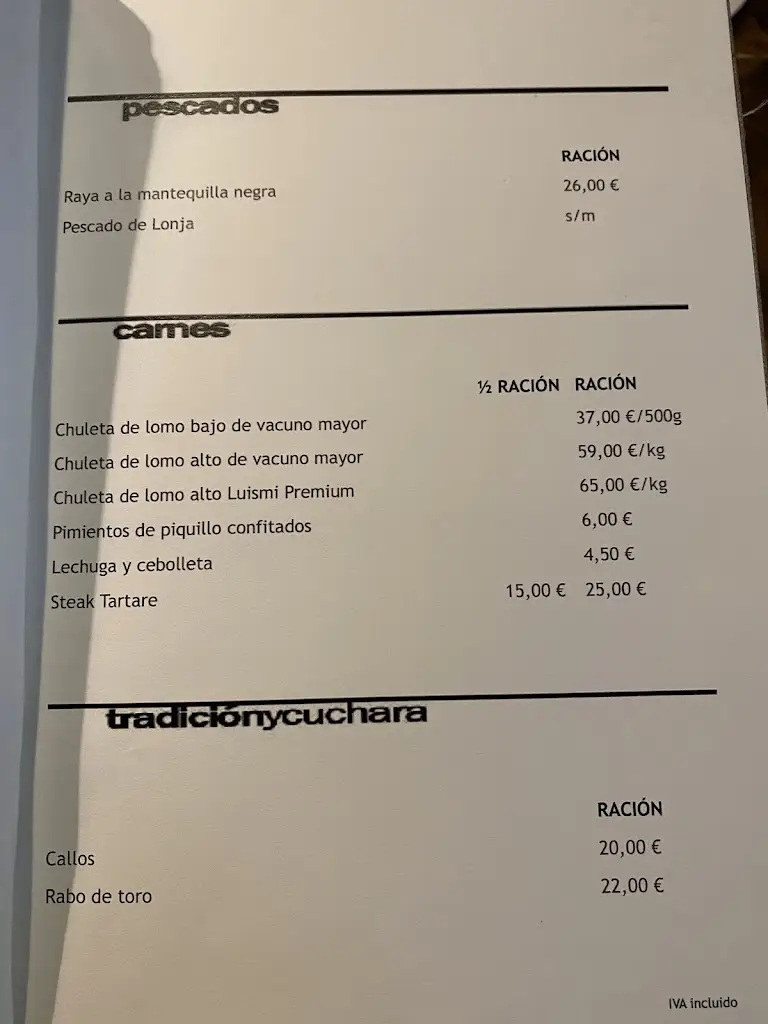 pescados
RACIÓN
Raya a la mantequilla negra 26,00 €
Pescado de Lonja s/m
carnes
½ RACIÓN RACIÓN
Chuleta de lomo bajo de vacuno mayor 37,00 €/500g
Chuleta de lomo alto de vacuno mayor 59,00 €/kg
Chuleta de lomo alto Luismi Premium 65,00 €/kg
Pimientos de piquillo confitados 6,00 €
Lechuga y cebolleta 4,50 €
Steak Tartare 15,00 € 25,00 €
tradiciónycuchara
RACIÓN
Callos 20,00 €
Rabo de toro 22,00 €
IVA incluido